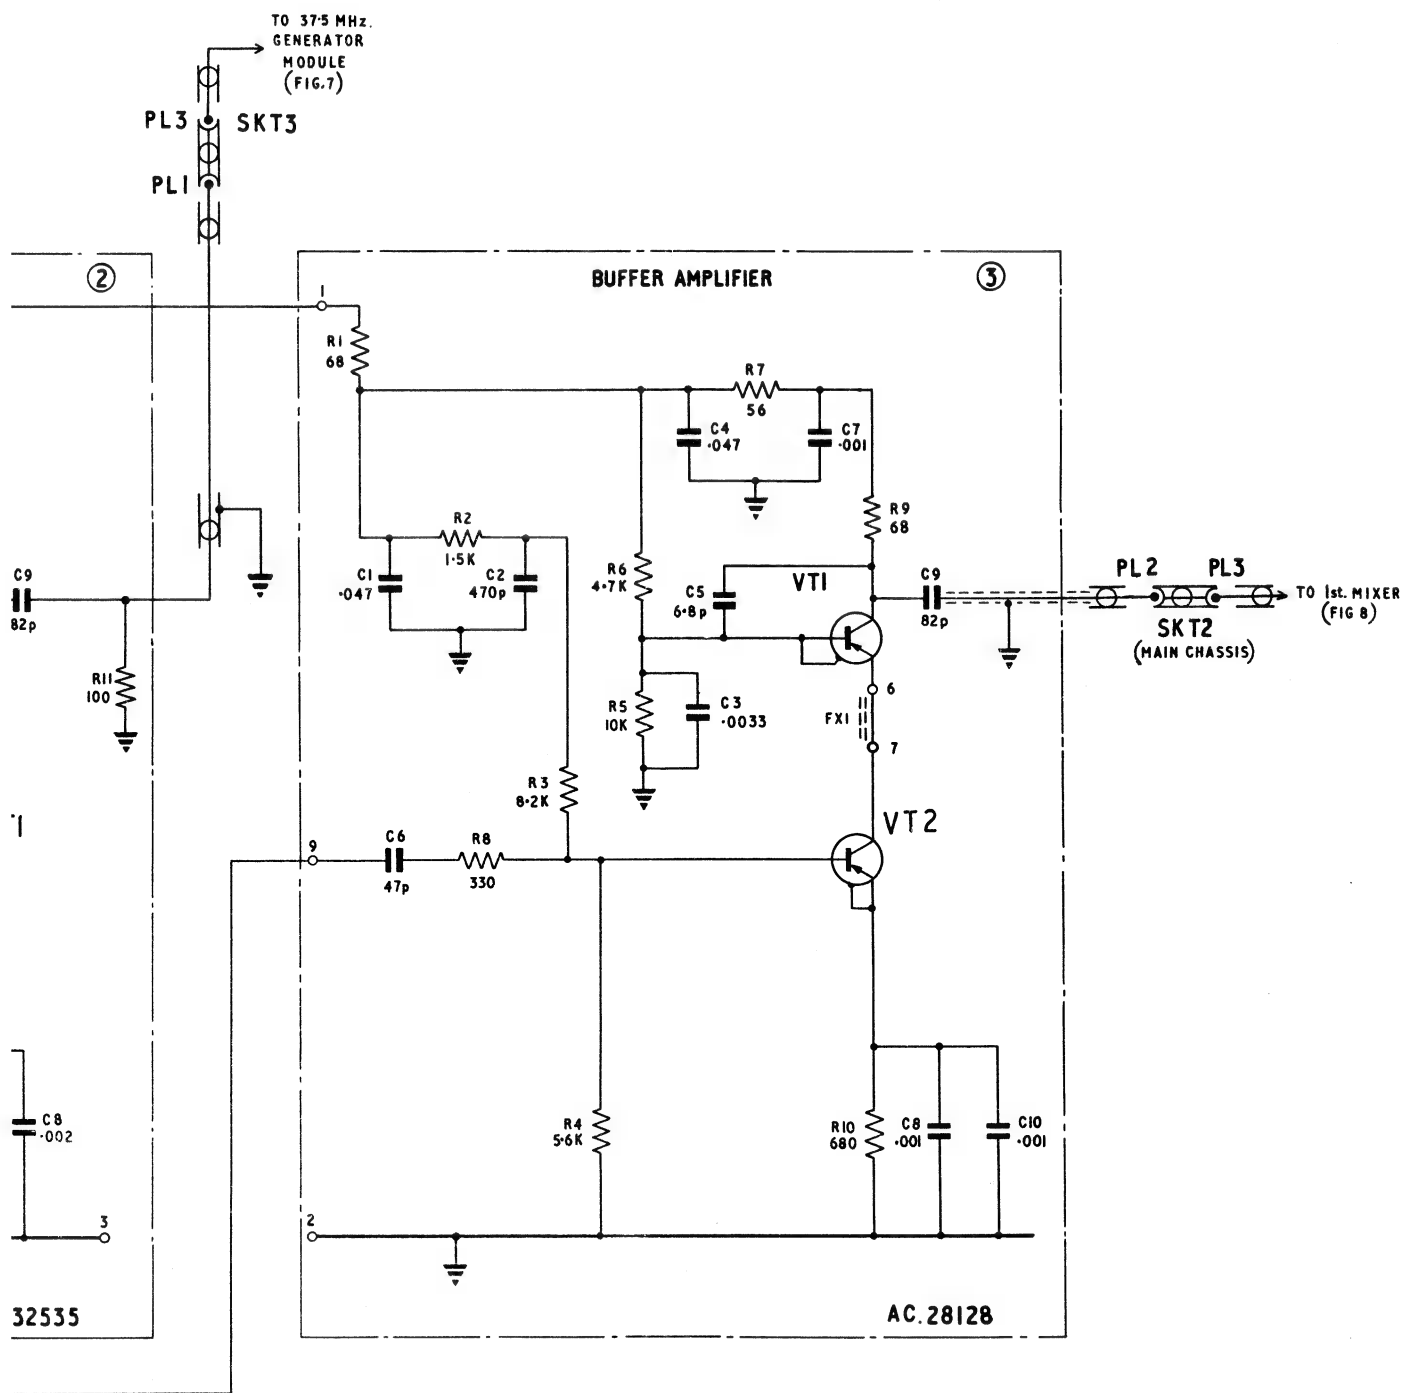 TO 37·5 MHz.
GENERATOR
MODULE
(FIG.7)
PL3
SKT3
PL1
2
BUFFER AMPLIFIER
3
1
R1
68
R7
56
C4
·047
C7
·001
R9
68
R2
1·5K
C1
·047
C2
470p
R6
4·7K
C5
6·8p
VT1
C9
82p
PL2
PL3
TO 1st. MIXER
(FIG 8)
SKT2
(MAIN CHASSIS)
C9
82p
R11
100
R5
10K
C3
·0033
6
FX1
7
R3
8·2K
1
VT2
9
C6
47p
R8
330
C8
·002
R4
5·6K
R10
680
C8
·001
C10
·001
3
2
32535
AC.28128